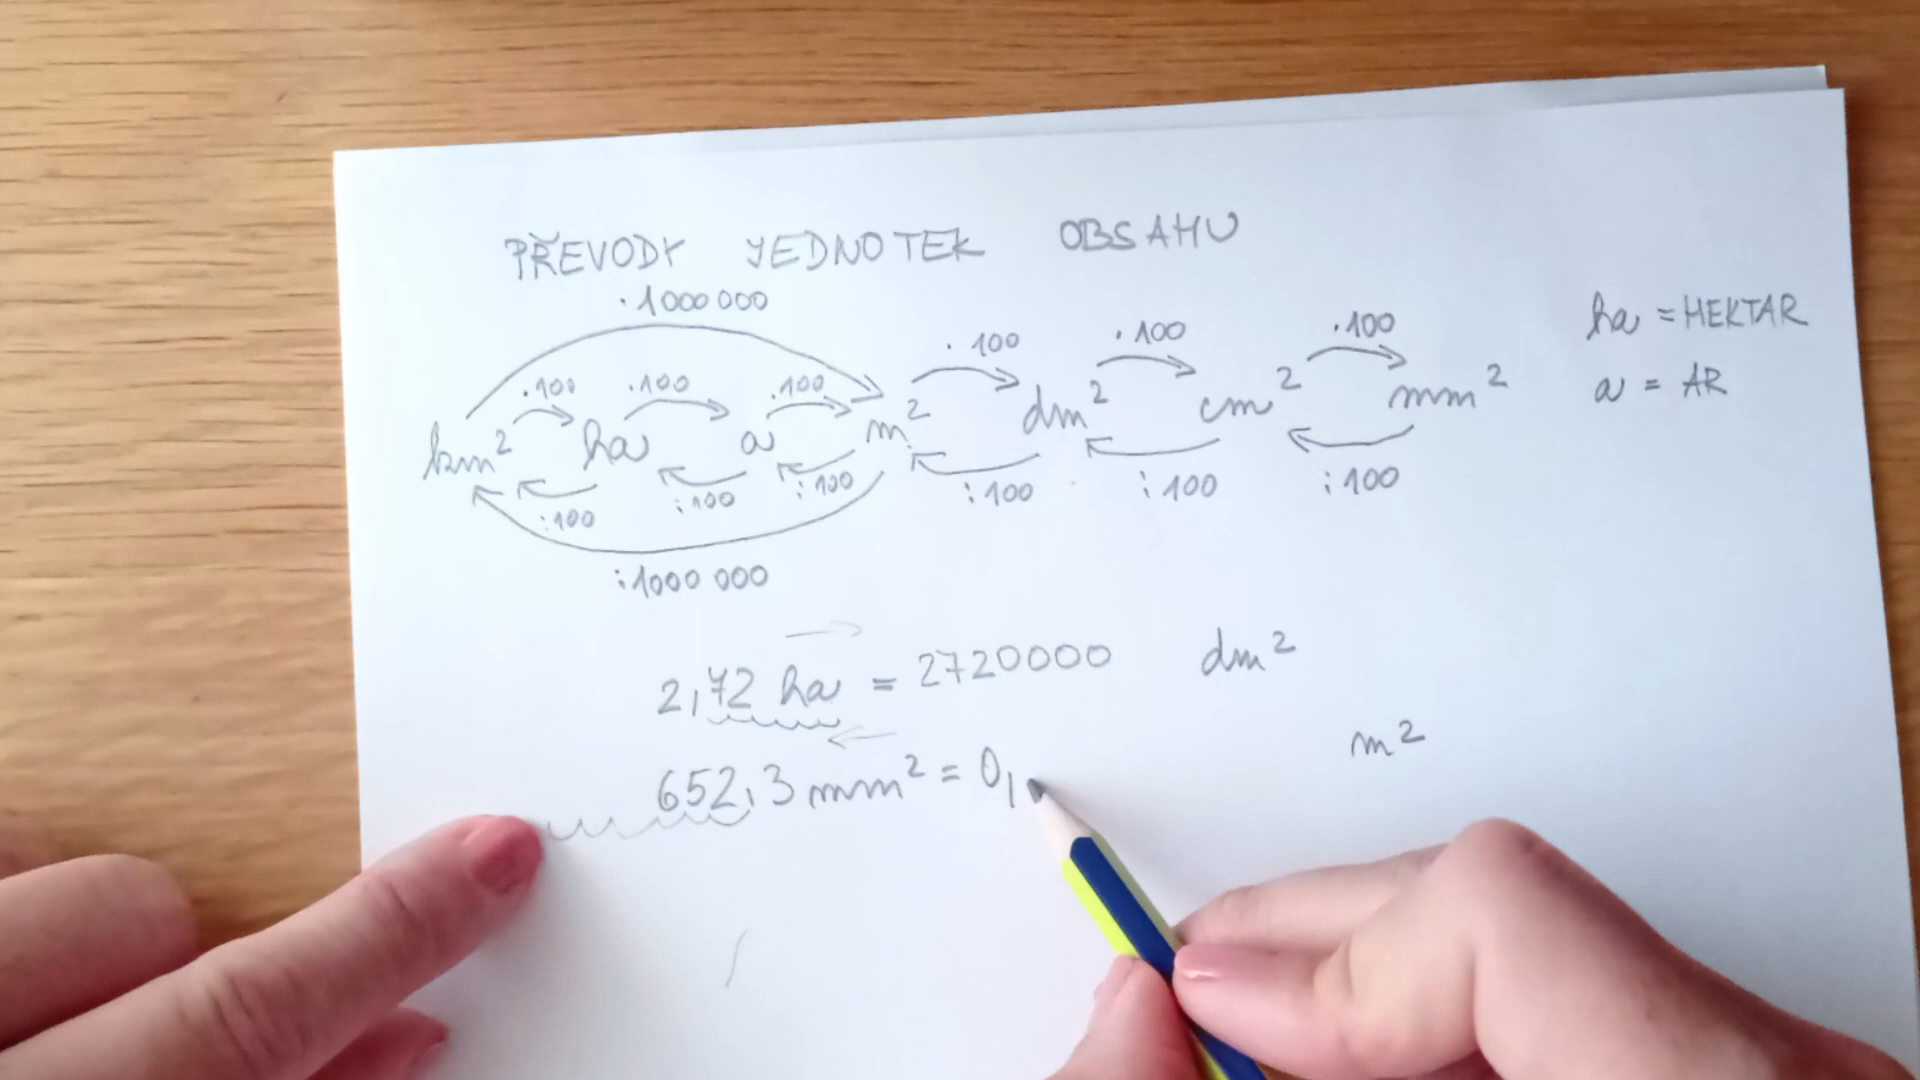 PŘEVODY JEDNOTEK OBSAHU
.1000 000
.100 .100 .100 .100 .100 .100
km² ha a m² dm² cm² mm²
:100 :100 :100 :100 :100 :100
:1000 000
ha = HEKTAR
a = AR
2,72 ha = 2720000 dm²
652,3 mm² = 0, m²